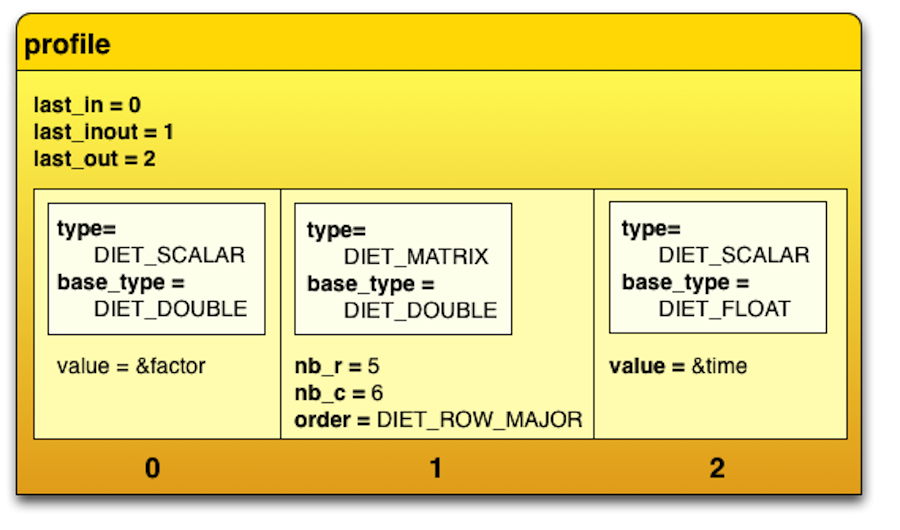 profile
last_in = 0
last_inout = 1
last_out = 2
type=
DIET_SCALAR
base_type =
DIET_DOUBLE
value = &factor
type=
DIET_MATRIX
base_type =
DIET_DOUBLE
nb_r = 5
nb_c = 6
order = DIET_ROW_MAJOR
type=
DIET_SCALAR
base_type =
DIET_FLOAT
value = &time
0
1
2